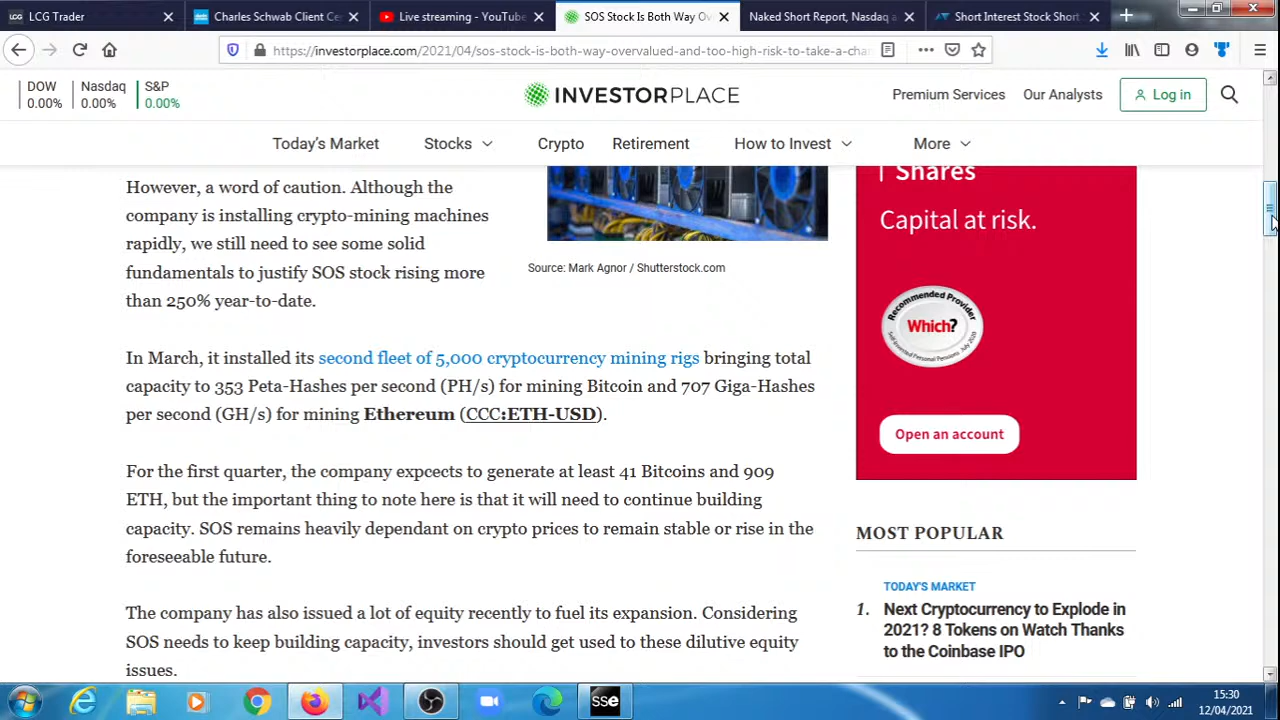 LCG Trader
Charles Schwab Client Ce
Live streaming - YouTube
SOS Stock Is Both Way Ov
Naked Short Report, Nasdaq a
Short Interest Stock Short
https://investorplace.com/2021/04/sos-stock-is-both-way-overvalued-and-too-high-risk-to-take-a-cha
DOW
0.00%
Nasdaq
0.00%
S&P
0.00%
INVESTORPLACE
Premium Services
Our Analysts
Log in
Today's Market
Stocks
Crypto
Retirement
How to Invest
More
However, a word of caution. Although the
company is installing crypto-mining machines
rapidly, we still need to see some solid
fundamentals to justify SOS stock rising more
than 250% year-to-date.
Source: Mark Agnor / Shutterstock.com
In March, it installed its second fleet of 5,000 cryptocurrency mining rigs bringing total
capacity to 353 Peta-Hashes per second (PH/s) for mining Bitcoin and 707 Giga-Hashes
per second (GH/s) for mining Ethereum (CCC:ETH-USD).
For the first quarter, the company expcects to generate at least 41 Bitcoins and 909
ETH, but the important thing to note here is that it will need to continue building
capacity. SOS remains heavily dependant on crypto prices to remain stable or rise in the
foreseeable future.
The company has also issued a lot of equity recently to fuel its expansion. Considering
SOS needs to keep building capacity, investors should get used to these dilutive equity
issues.
Shares
Capital at risk.
Recommended Provider
Which?
Self-Invested Personal Pensions July 2020
Open an account
MOST POPULAR
TODAY'S MARKET
1. Next Cryptocurrency to Explode in
2021? 8 Tokens on Watch Thanks
to the Coinbase IPO
sse
15:30
12/04/2021